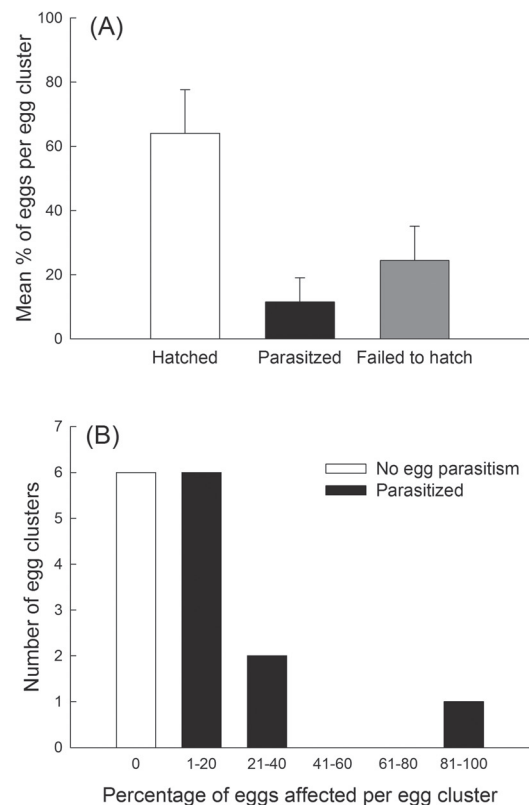 (A)
Mean % of eggs per egg cluster
100
80
60
40
20
0
Hatched Parasitzed Failed to hatch
(B)
Number of egg clusters
7
6
5
4
3
2
1
0
No egg parasitism
Parasitized
0 1-20 21-40 41-60 61-80 81-100
Percentage of eggs affected per egg cluster